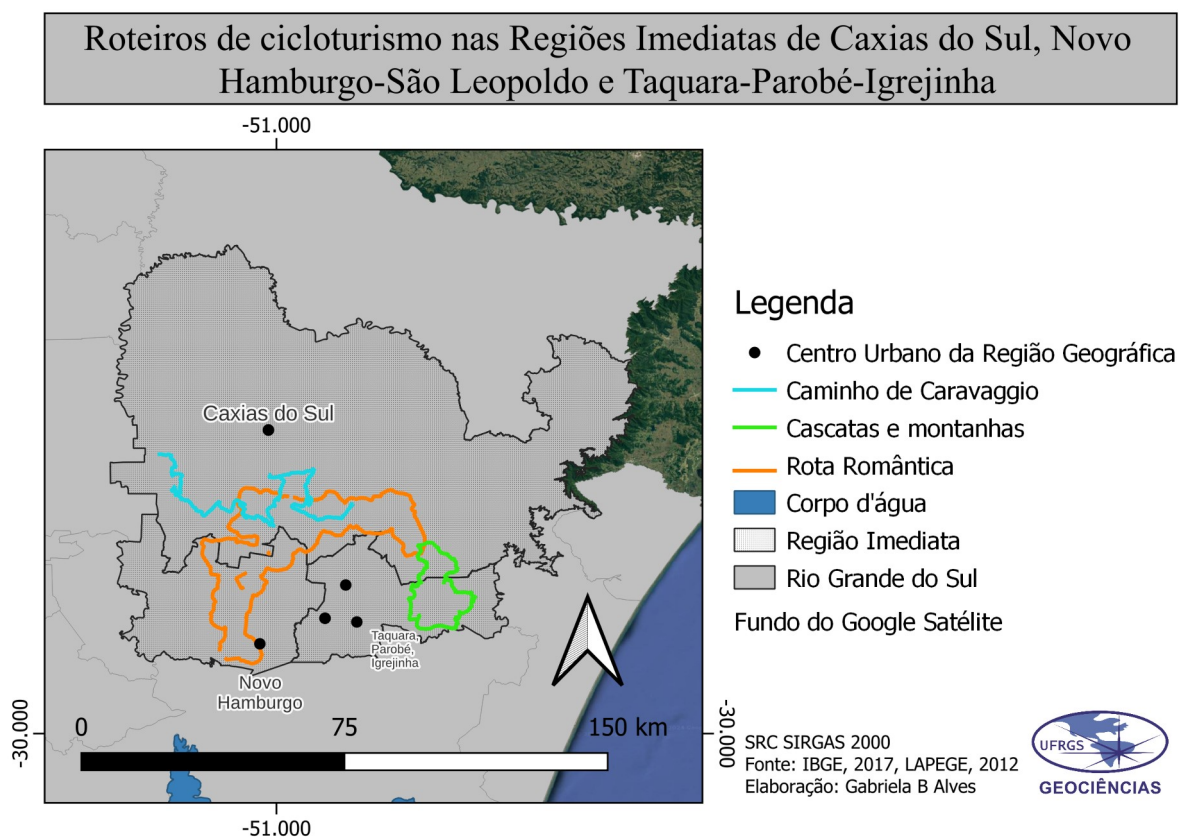 Roteiros de cicloturismo nas Regiões Imediatas de Caxias do Sul, Novo
Hamburgo-São Leopoldo e Taquara-Parobé-Igrejinha
-51.000
Caxias do Sul
Taquara,
Parobé,
Igrejinha
Novo
Hamburgo
0
75
150 km
-30.000
-30.000
-51.000
Legenda
Centro Urbano da Região Geográfica
Caminho de Caravaggio
Cascatas e montanhas
Rota Romântica
Corpo d'água
Região Imediata
Rio Grande do Sul
Fundo do Google Satélite
SRC SIRGAS 2000
Fonte: IBGE, 2017, LAPEGE, 2012
Elaboração: Gabriela B Alves
UFRGS
GEOCIÊNCIAS